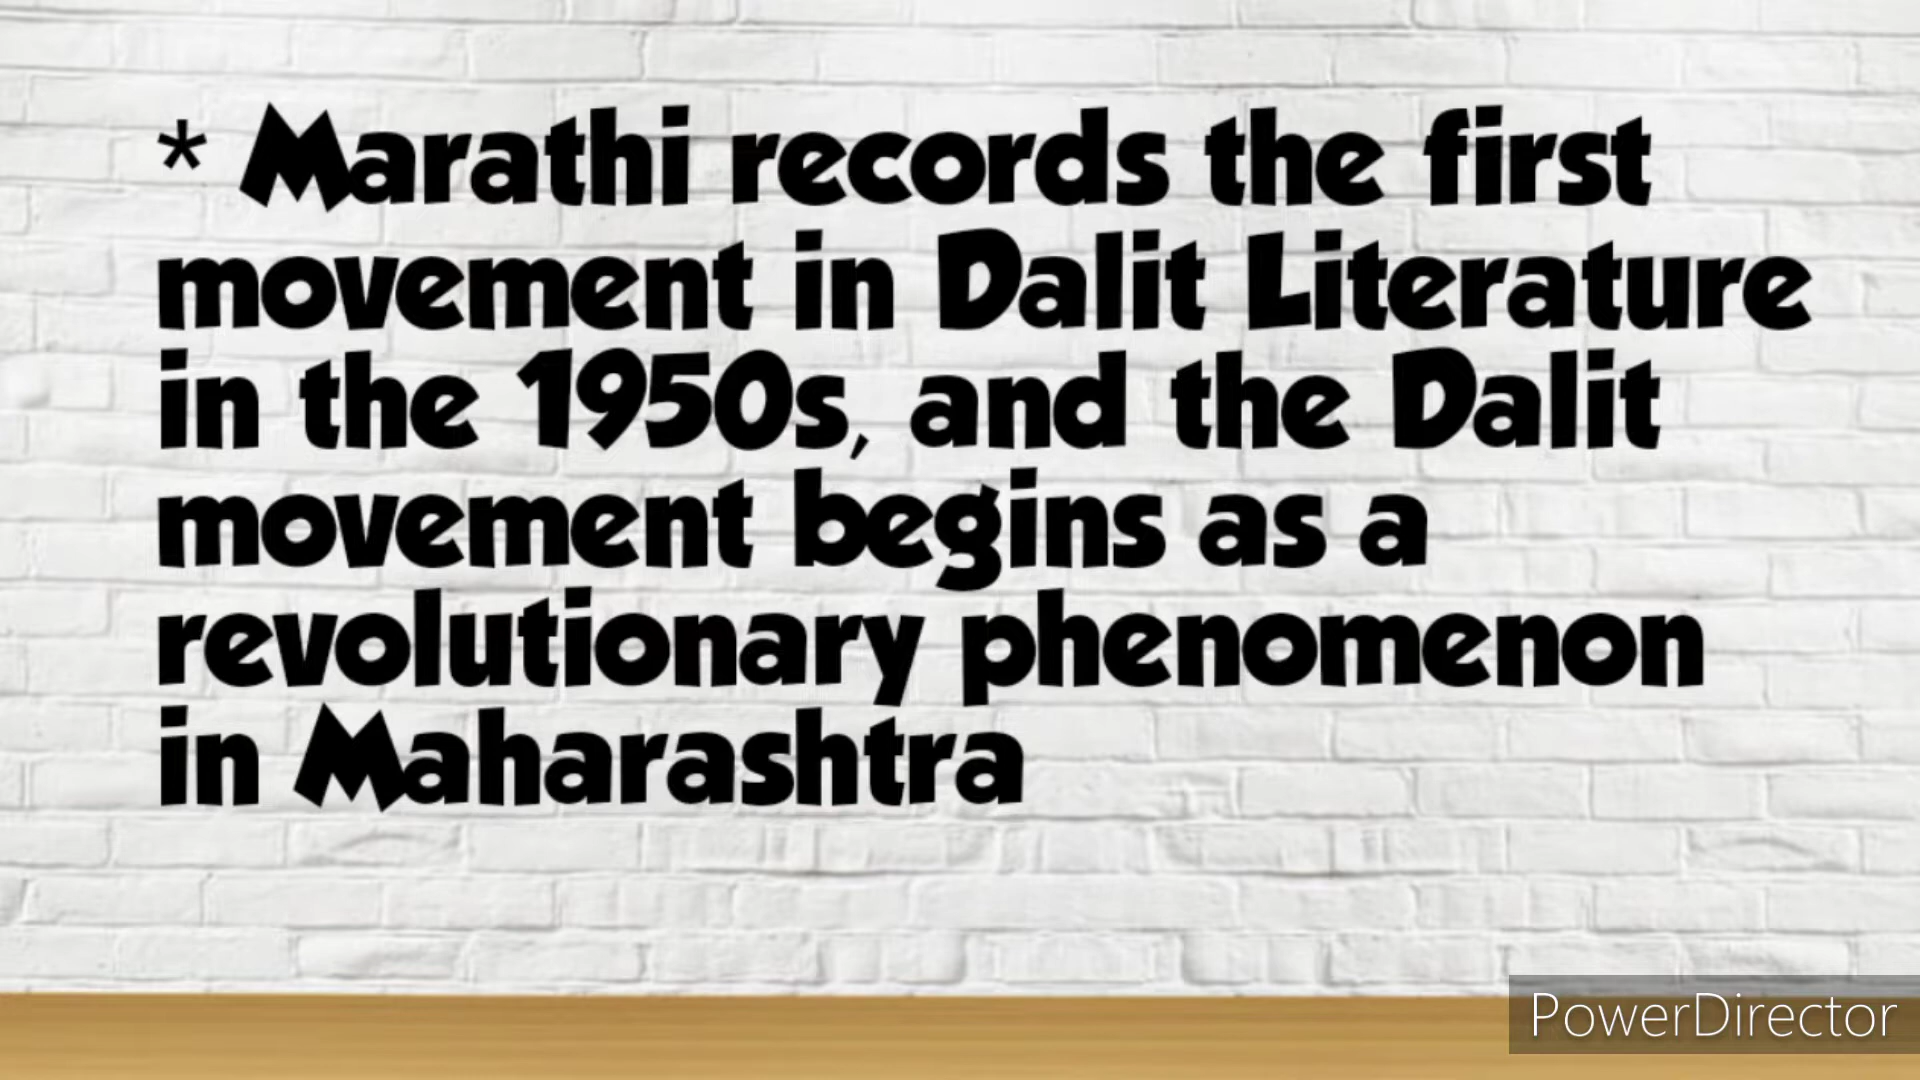 * Marathi records the first
movement in Dalit Literature
in the 1950s, and the Dalit
movement begins as a
revolutionary phenomenon
in Maharashtra
PowerDirector